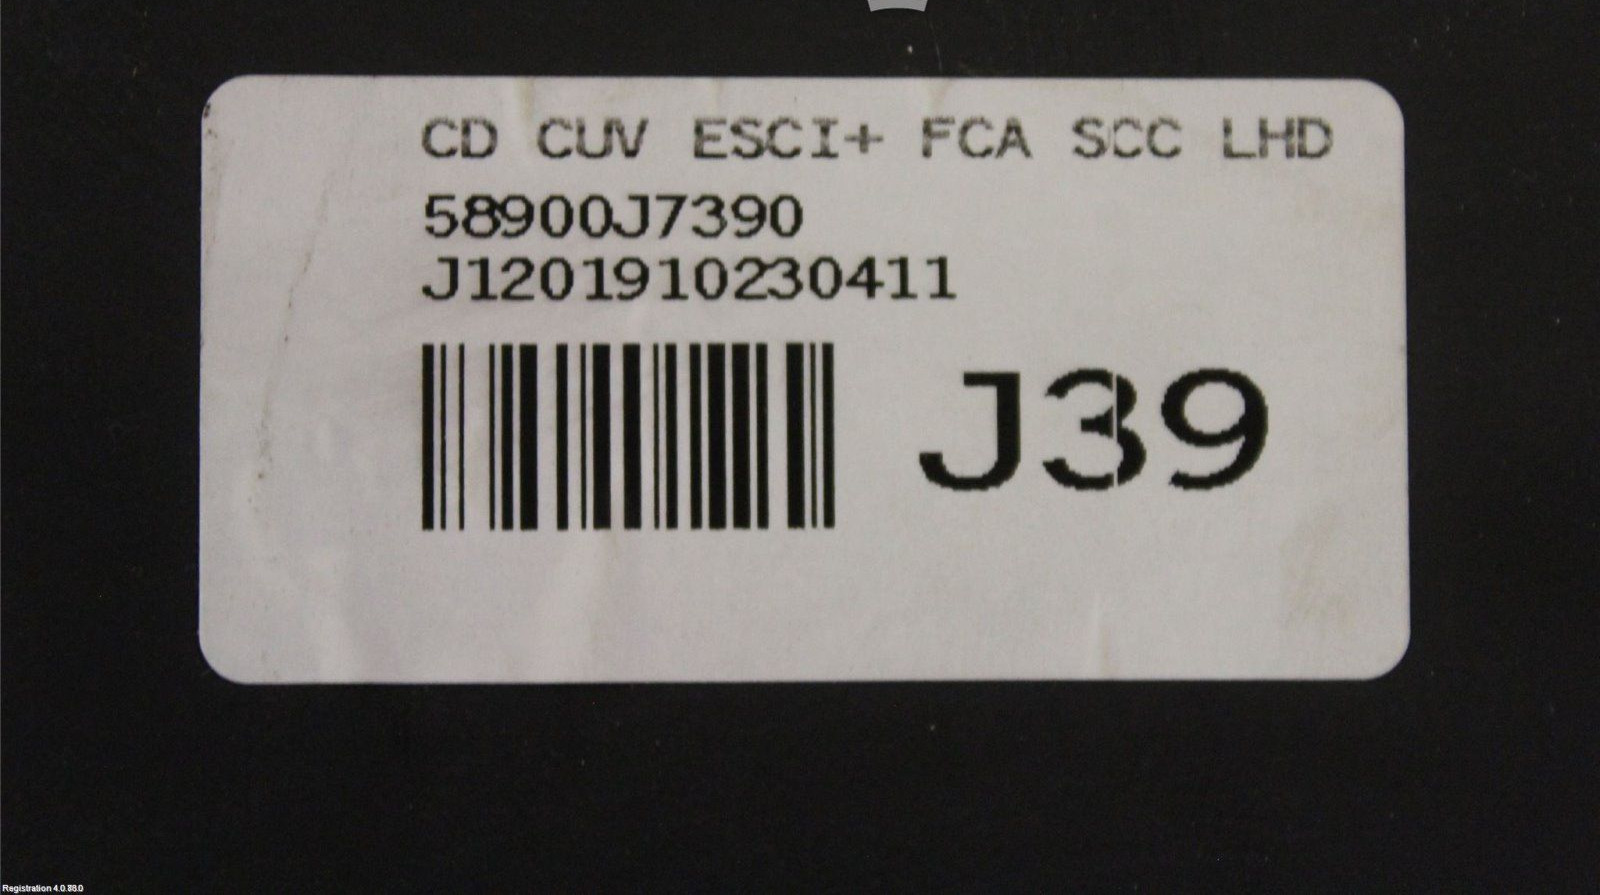 CD CUV ESCI+ FCA SCC LHD
58900J7390
J1201910230411
J39